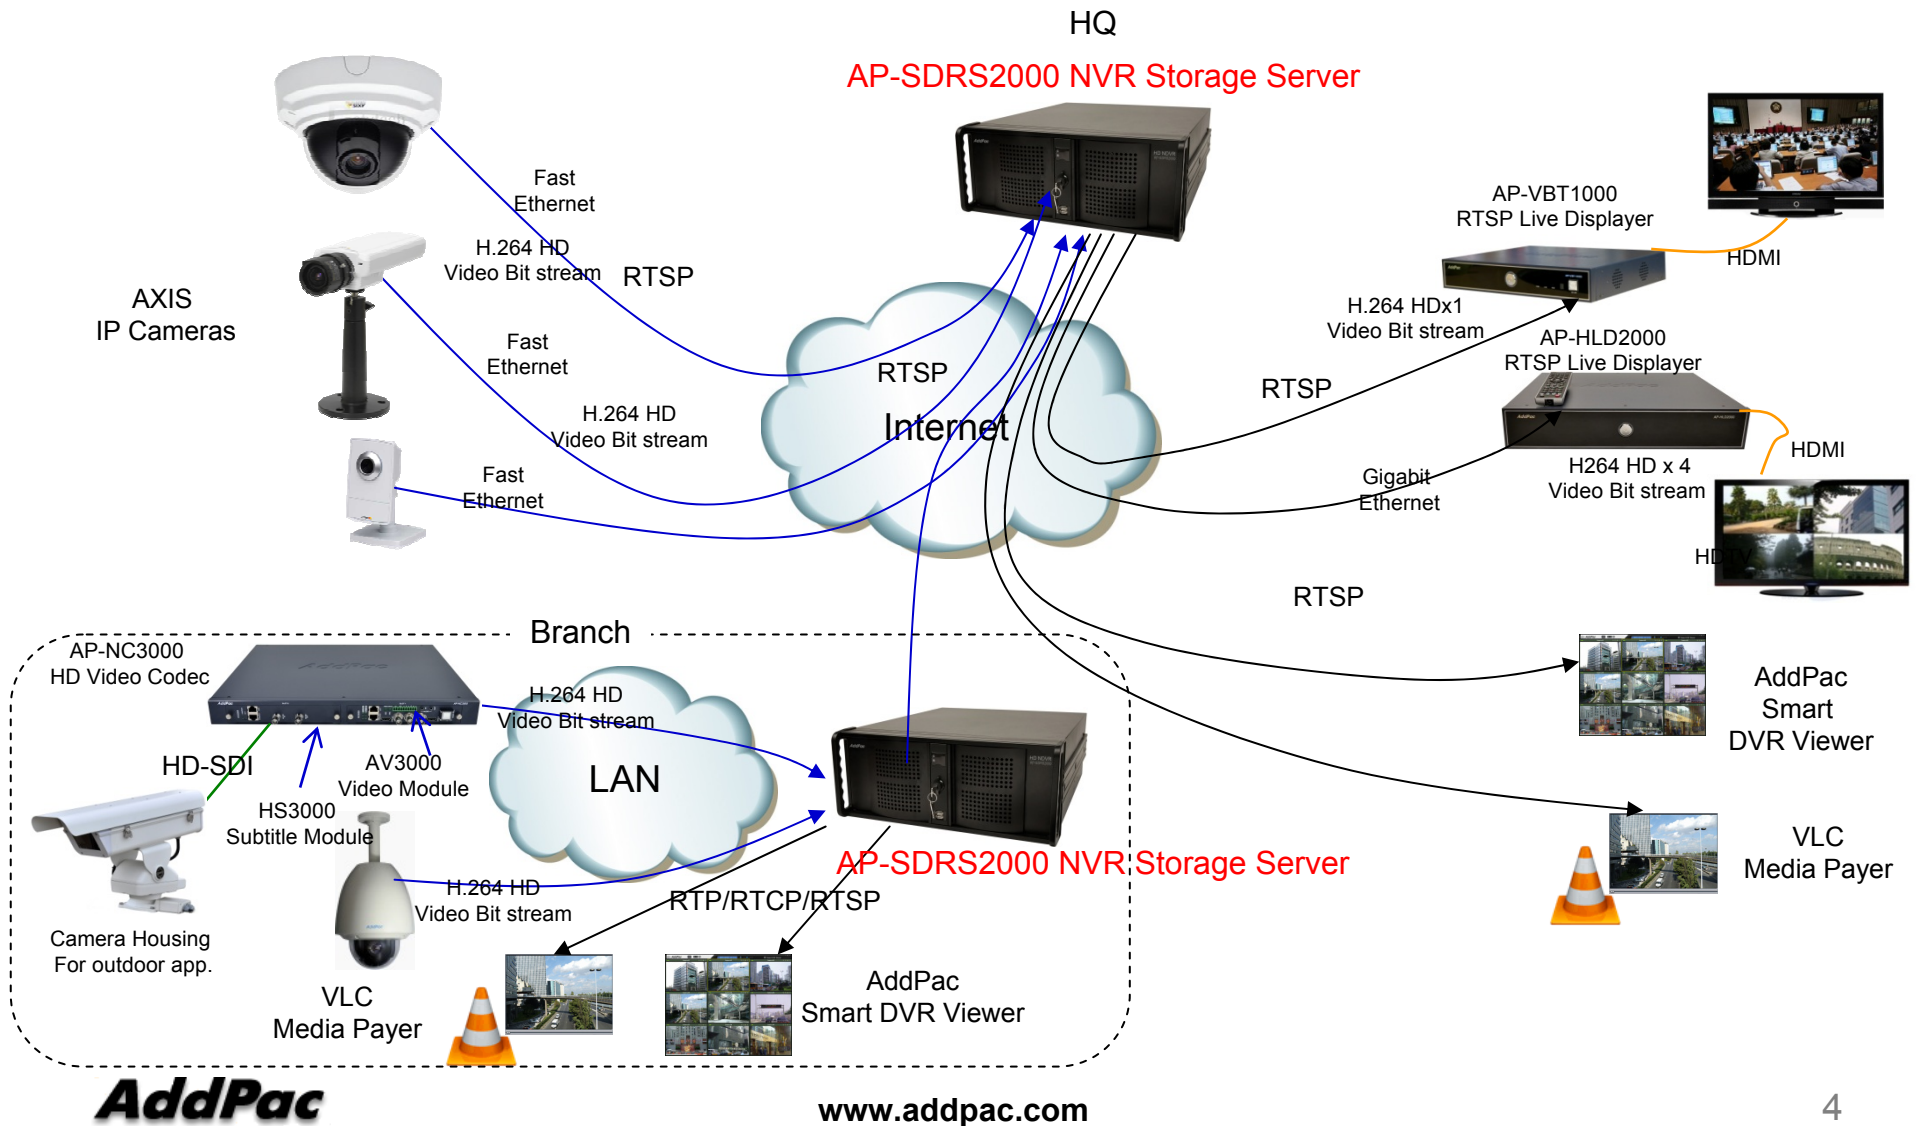 HQ
AP-SDRS2000 NVR Storage Server
AXIS
IP Cameras
Fast
Ethernet
H.264 HD
Video Bit stream
RTSP
Fast
Ethernet
H.264 HD
Video Bit stream
Fast
Ethernet
RTSP
Internet
AP-VBT1000
RTSP Live Displayer
HDMI
H.264 HDx1
Video Bit stream
AP-HLD2000
RTSP Live Displayer
RTSP
AddPac
HDMI
Gigabit
Ethernet
H264 HD x 4
Video Bit stream
HDTV
RTSP
AddPac
Smart
DVR Viewer
VLC
Media Payer
Branch
AP-NC3000
HD Video Codec
AddPac
H.264 HD
Video Bit stream
LAN
HD-SDI
AV3000
Video Module
HS3000
Subtitle Module
AP-SDRS2000 NVR Storage Server
H.264 HD
Video Bit stream
RTP/RTCP/RTSP
Camera Housing
For outdoor app.
VLC
Media Payer
AddPac
Smart DVR Viewer
AddPac
www.addpac.com
4